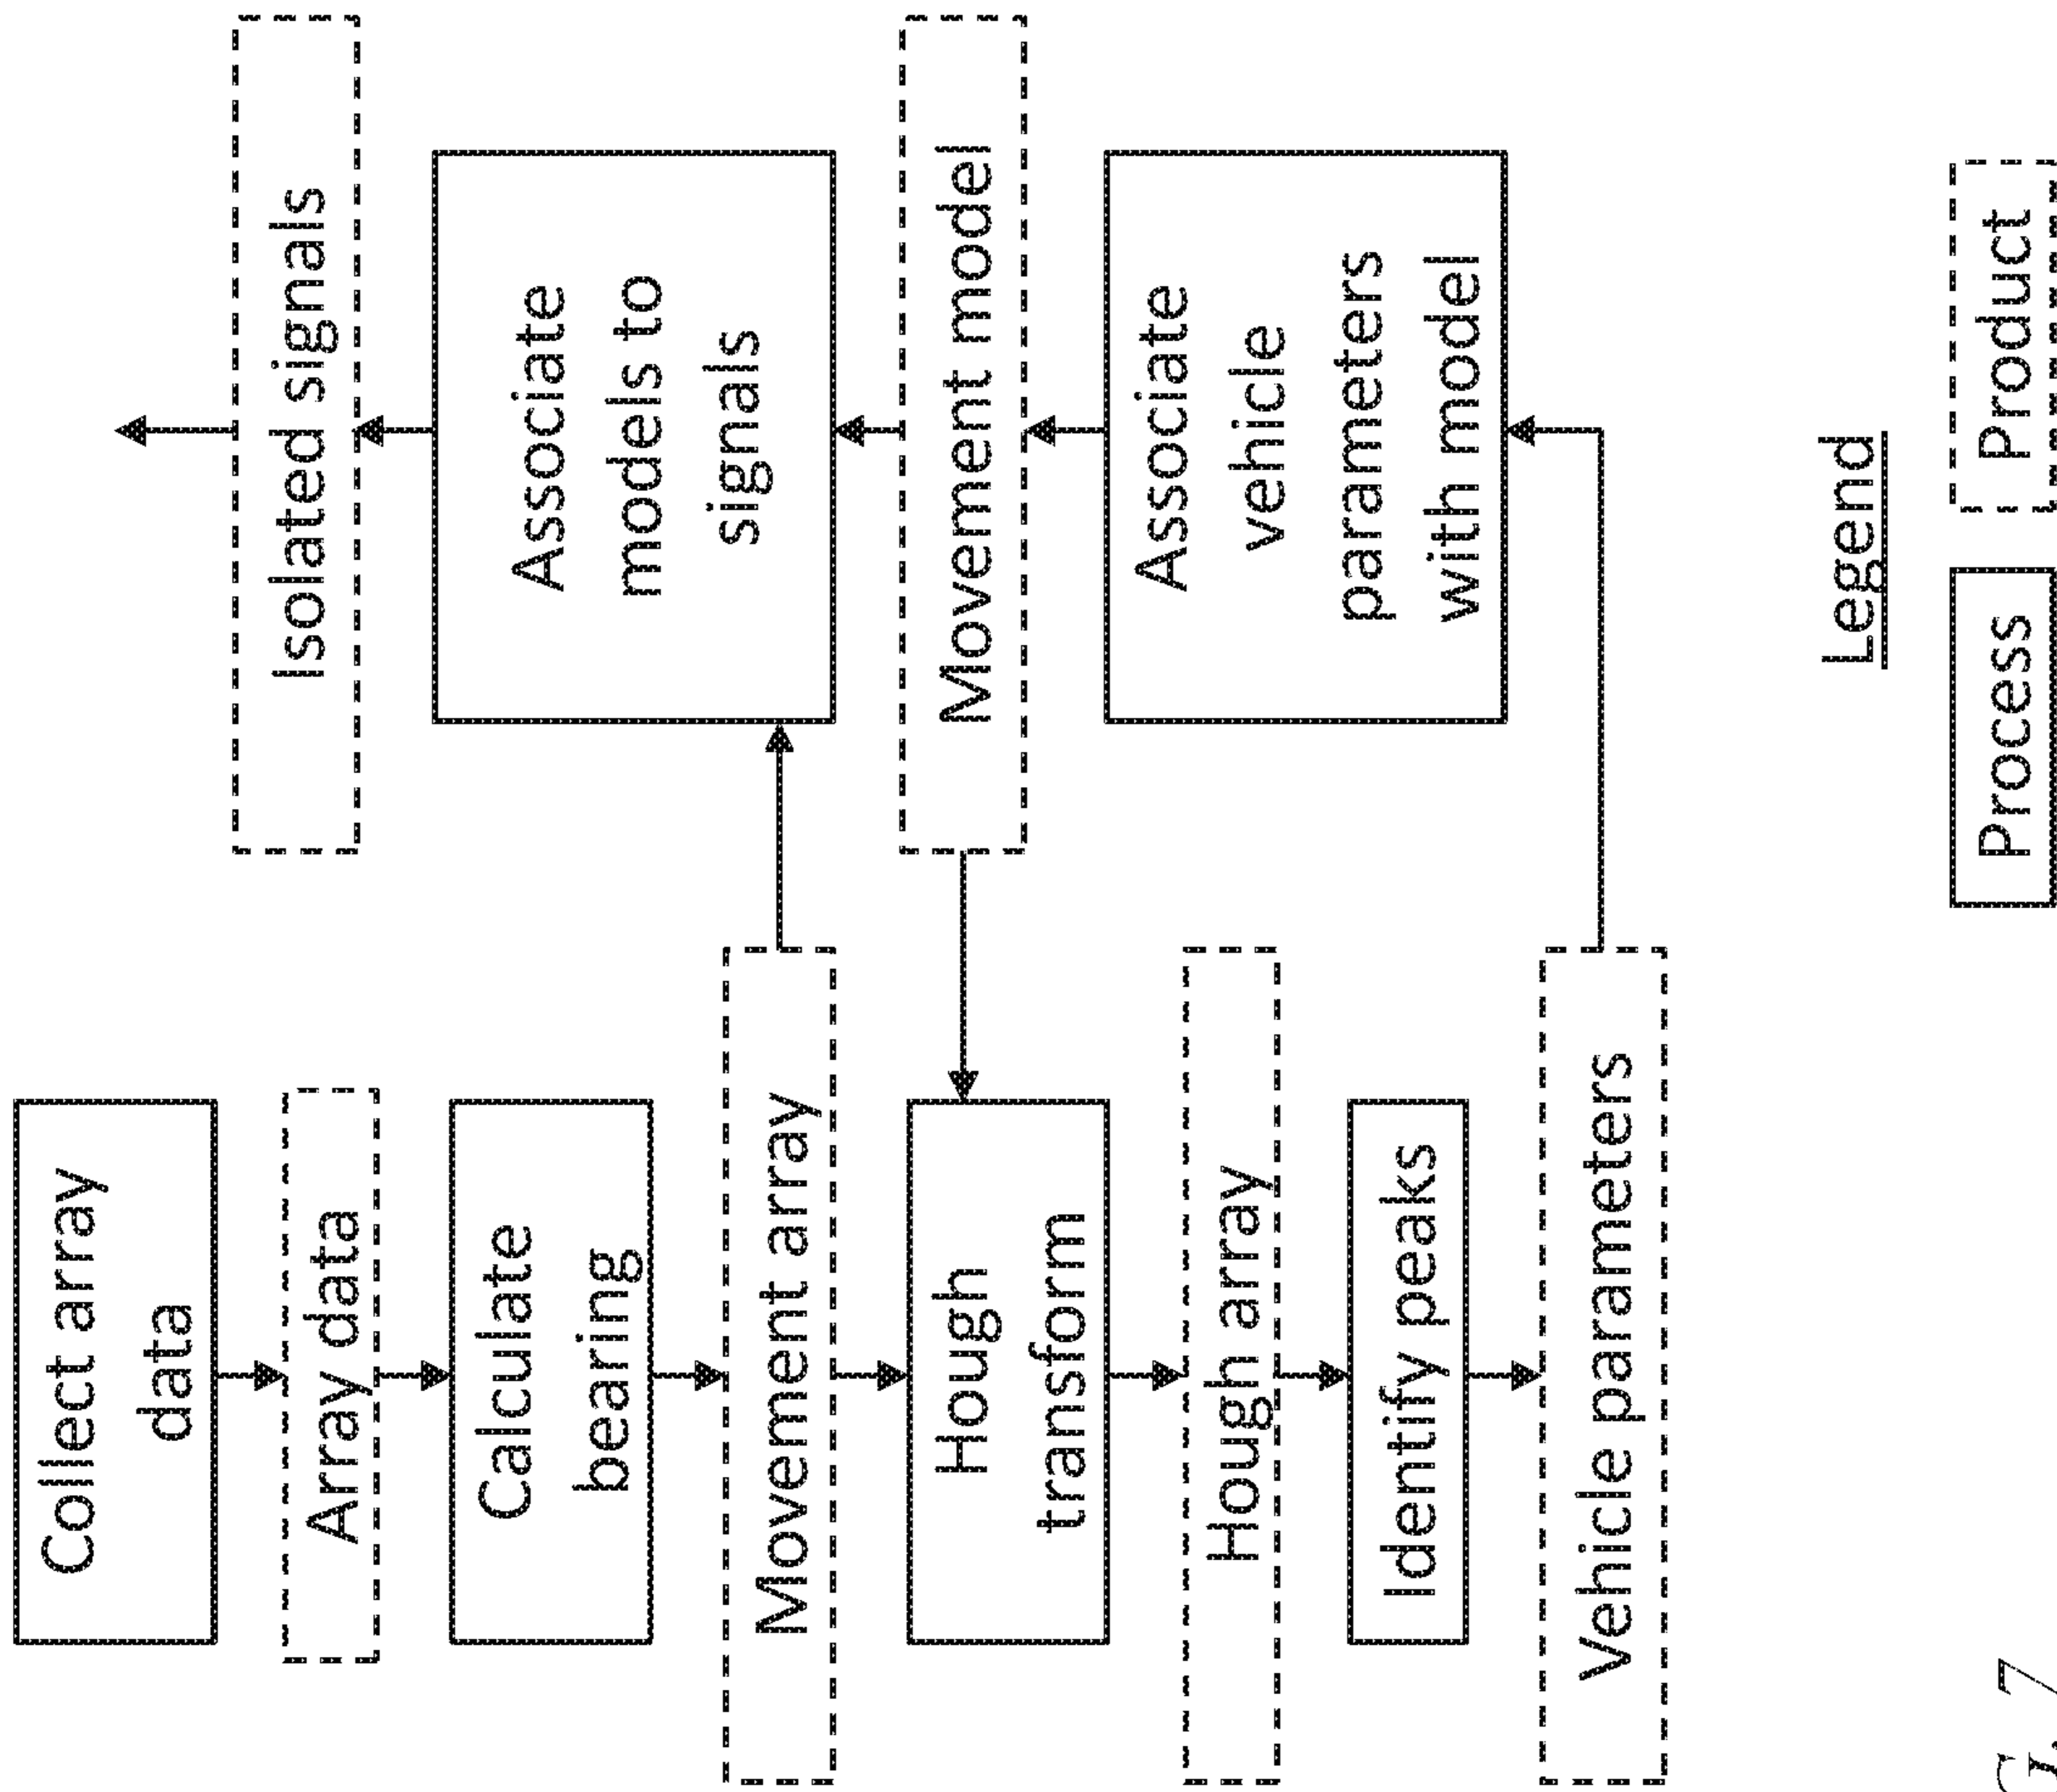 Collect array
data
Array data
Calculate
bearing
Movement array
Hough
transform
Hough array
Identify peaks
Vehicle parameters
Isolated signals
Associate
models to
signals
Movement model
Associate
vehicle
parameters
with model
Legend
Process
Product
G. 7